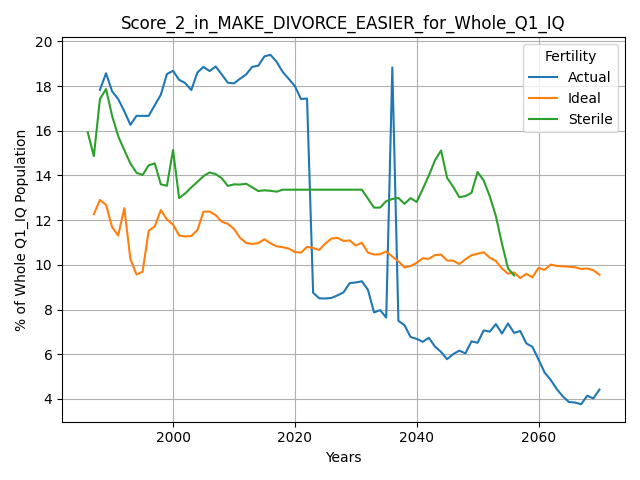 Score_2_in_MAKE_DIVORCE_EASIER_for_Whole_Q1_IQ
% of Whole Q1_IQ Population
20
18
16
14
12
10
8
6
4
Fertility
Actual
Ideal
Sterile
2000 2020 2040 2060
Years